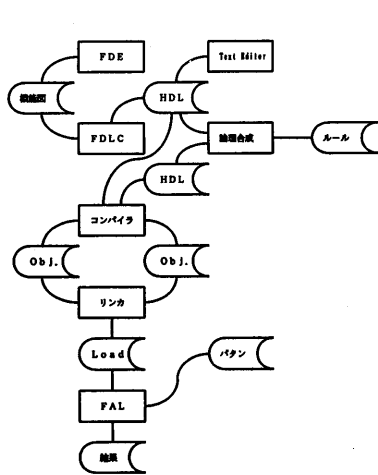 FDE
Text Editor
機能図
HDL
FDLC
論理合成
ルール
HDL
コンパイラ
Obj.
Obj.
リンカ
Load
パタン
FAL
結果